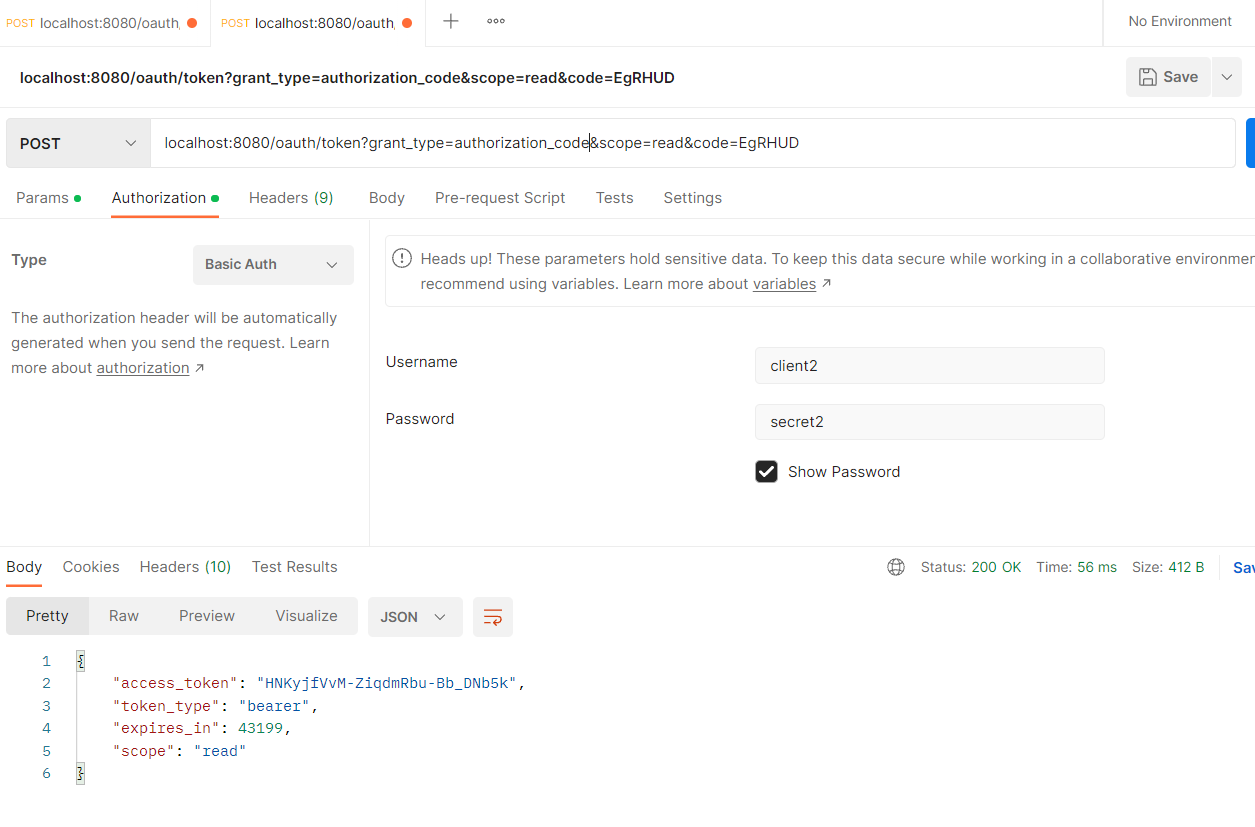 POST localhost:8080/oauth, POST localhost:8080/oauth, No Environment
localhost:8080/oauth/token?grant_type=authorization_code&scope=read&code=EgRHUD Save
POST localhost:8080/oauth/token?grant_type=authorization_code&scope=read&code=EgRHUD
Params Authorization Headers (9) Body Pre-request Script Tests Settings
Type Basic Auth
The authorization header will be automatically
generated when you send the request. Learn
more about authorization ↗
Heads up! These parameters hold sensitive data. To keep this data secure while working in a collaborative environmen
recommend using variables. Learn more about variables ↗
Username client2
Password secret2
Show Password
Body Cookies Headers (10) Test Results Status: 200 OK Time: 56 ms Size: 412 B Sav
Pretty Raw Preview Visualize JSON
1 {
2 "access_token": "HNKyjfVvM-ZiqdmRbu-Bb_DNb5k",
3 "token_type": "bearer",
4 "expires_in": 43199,
5 "scope": "read"
6 }